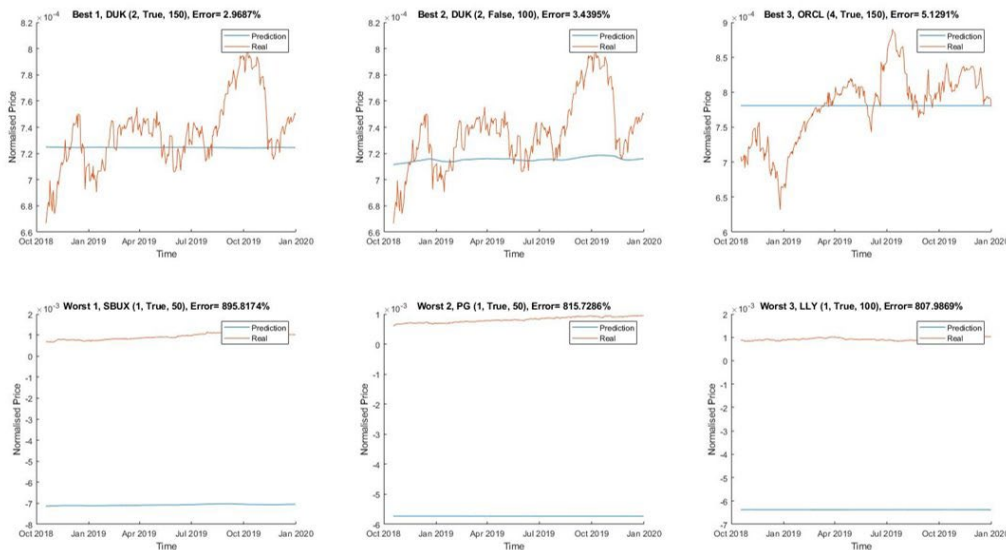 Best 1, DUK (2, True, 150), Error= 2.9687%
×10⁻⁴
8.2
8
7.8
7.6
7.4
7.2
7
6.8
6.6
Normalised Price
Prediction
Real
Oct 2018 Jan 2019 Apr 2019 Jul 2019 Oct 2019 Jan 2020
Time
Best 2, DUK (2, False, 100), Error= 3.4395%
×10⁻⁴
8.2
8
7.8
7.6
7.4
7.2
7
6.8
6.6
Normalised Price
Prediction
Real
Oct 2018 Jan 2019 Apr 2019 Jul 2019 Oct 2019 Jan 2020
Time
Best 3, ORCL (4, True, 150), Error= 5.1291%
×10⁻⁴
9
8.5
8
7.5
7
6.5
6
Normalised Price
Prediction
Real
Oct 2018 Jan 2019 Apr 2019 Jul 2019 Oct 2019 Jan 2020
Time
Worst 1, SBUX (1, True, 50), Error= 895.8174%
×10⁻³
2
1
0
-1
-2
-3
-4
-5
-6
-7
-8
Normalised Price
Prediction
Real
Oct 2018 Jan 2019 Apr 2019 Jul 2019 Oct 2019 Jan 2020
Time
Worst 2, PG (1, True, 50), Error= 815.7286%
×10⁻³
1
0
-1
-2
-3
-4
-5
-6
Normalised Price
Prediction
Real
Oct 2018 Jan 2019 Apr 2019 Jul 2019 Oct 2019 Jan 2020
Time
Worst 3, LLY (1, True, 100), Error= 807.9869%
×10⁻³
2
1
0
-1
-2
-3
-4
-5
-6
-7
Normalised Price
Prediction
Real
Oct 2018 Jan 2019 Apr 2019 Jul 2019 Oct 2019 Jan 2020
Time